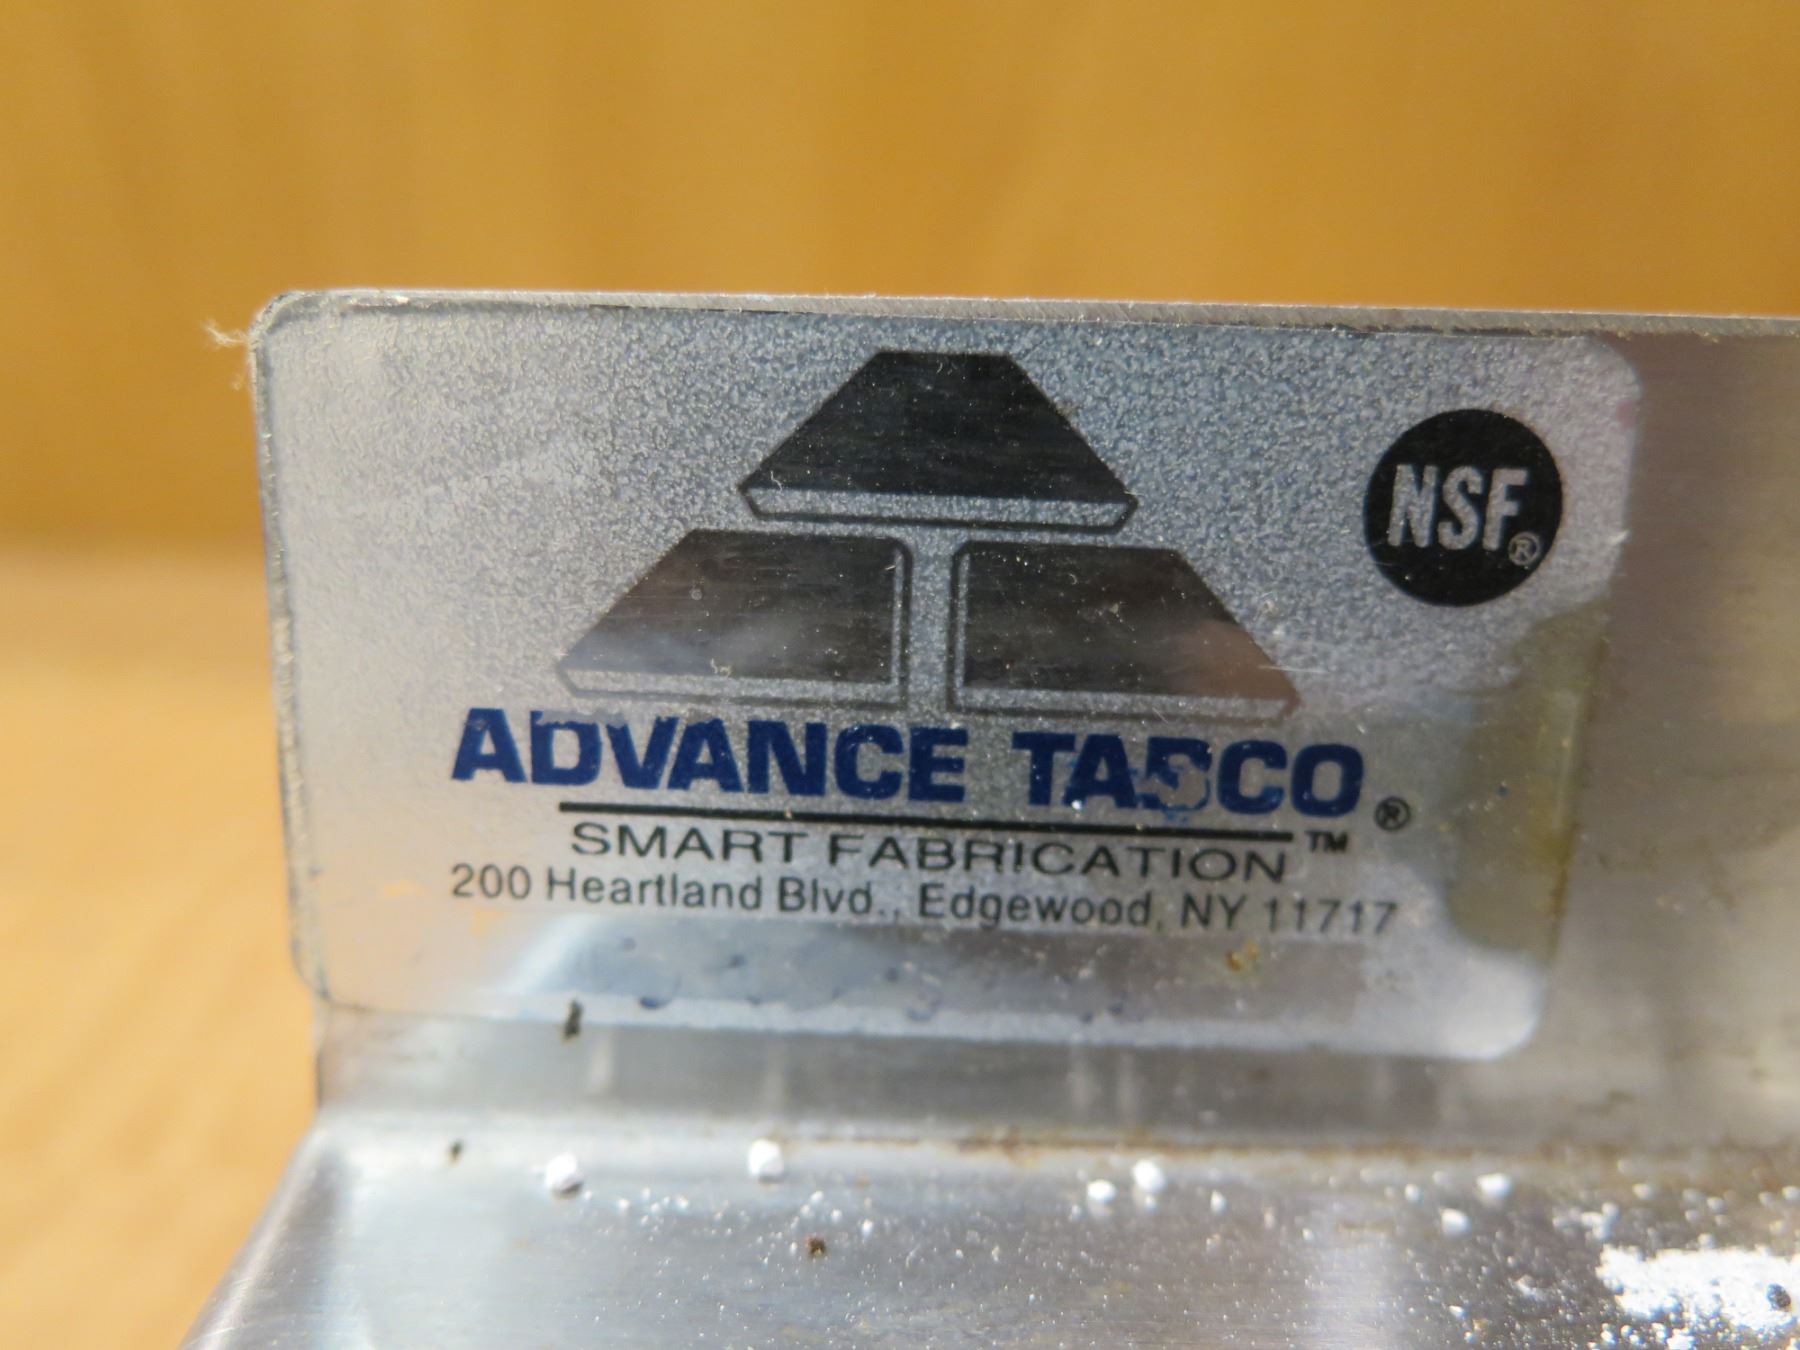 NSF®
ADVANCE TABCO®
SMART FABRICATION™
200 Heartland Blvd., Edgewood, NY 11717